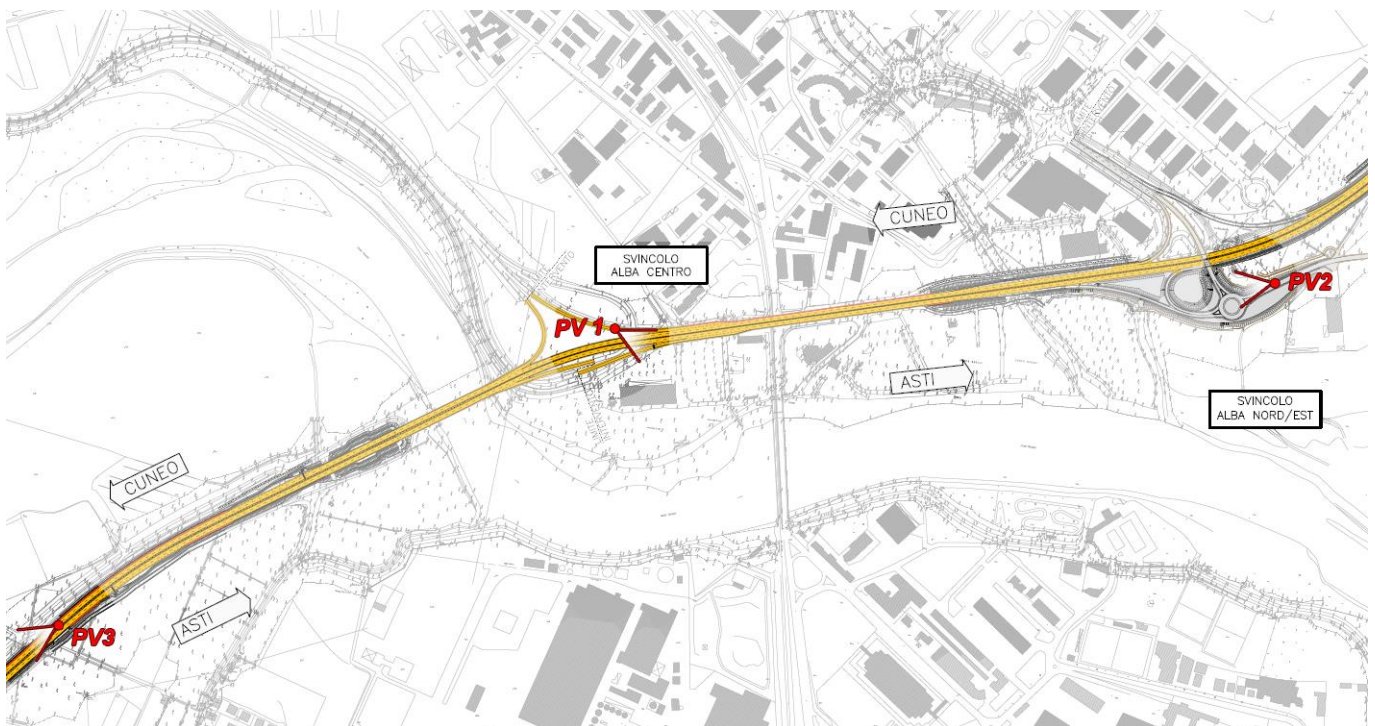 CUNEO
SVINCOLO
ALBA CENTRO
PV 1
PV2
ASTI
SVINCOLO
ALBA NORD/EST
CUNEO
ASTI
PV3